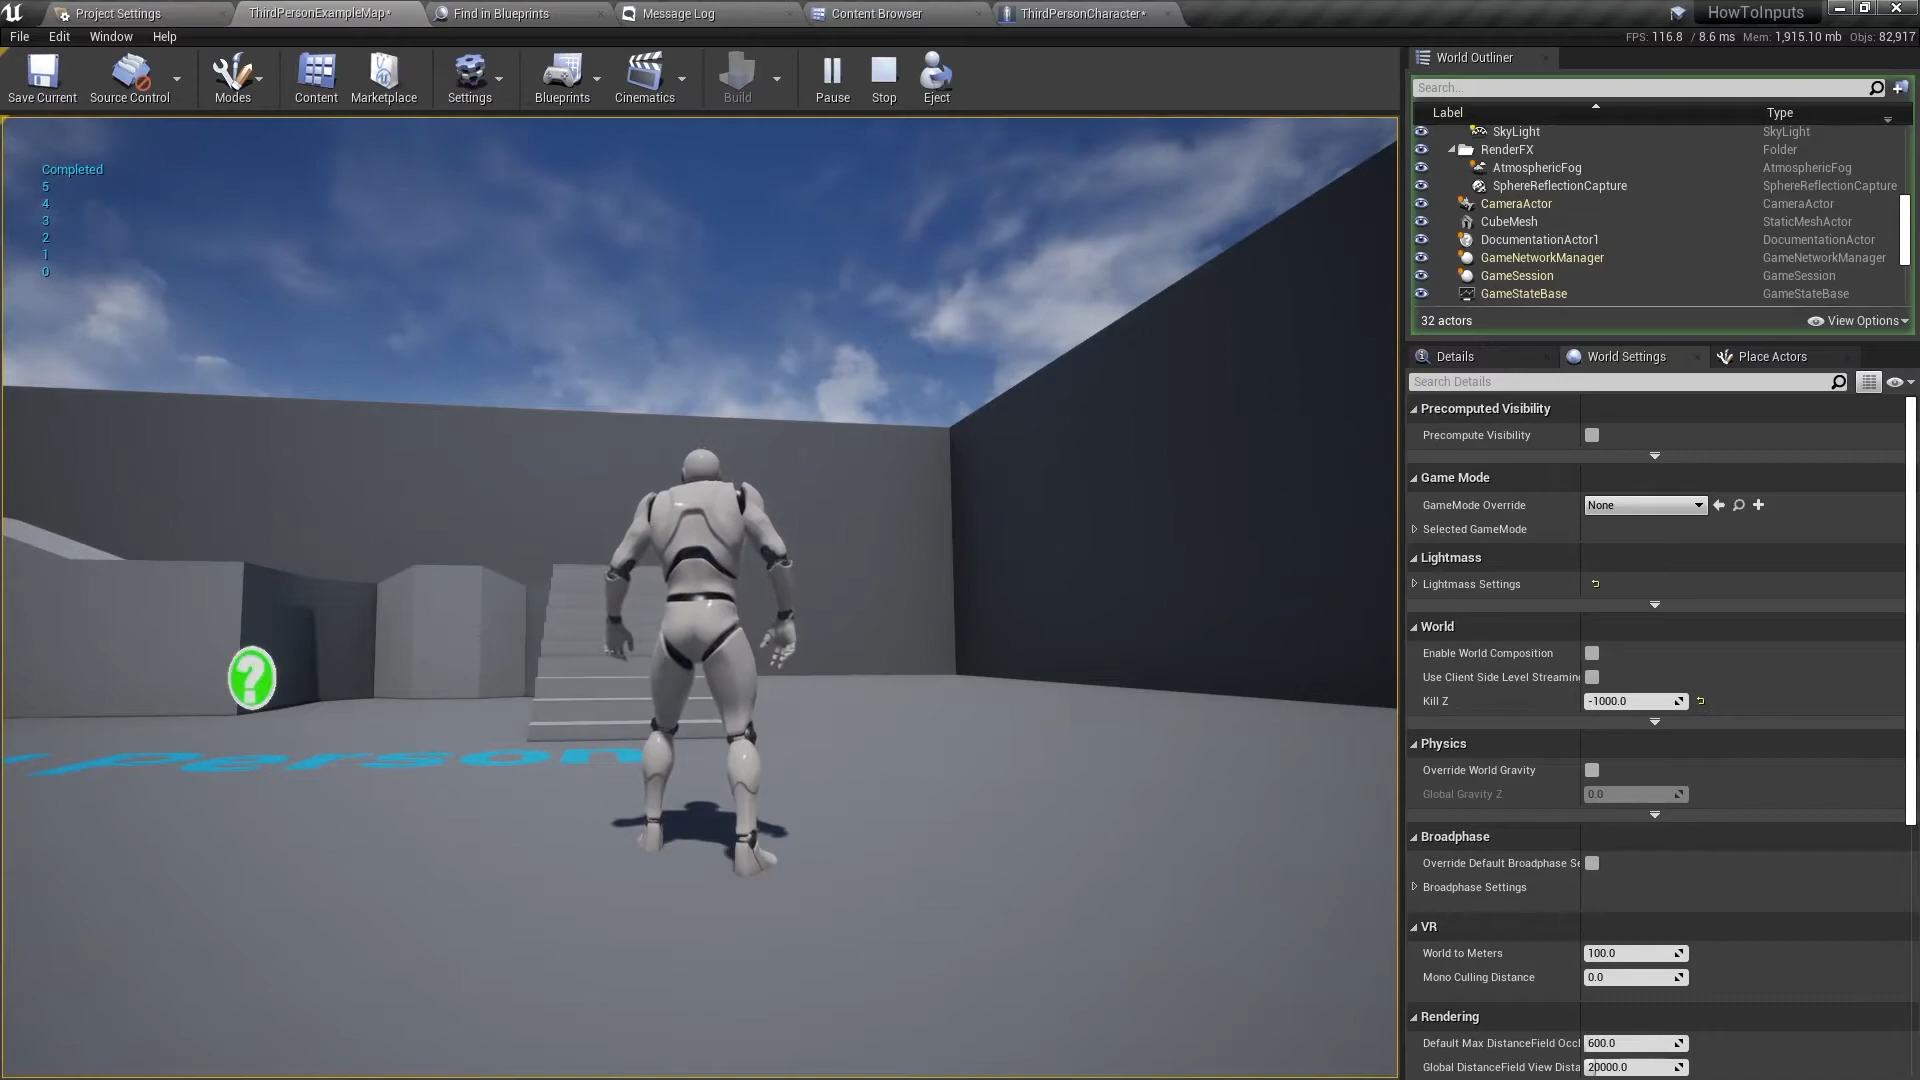 Project Settings
ThirdPersonExampleMap*
Find in Blueprints
Message Log
Content Browser
ThirdPersonCharacter*
HowToInputs
File Edit Window Help
FPS: 116.8 / 8.6 ms Mem: 1,915.10 mb Objs: 82,917
Save Current
Source Control
Modes
Content
Marketplace
Settings
Blueprints
Cinematics
Build
Pause
Stop
Eject
Completed
5
4
3
2
1
0
Person
World Outliner
Search...
Label Type
SkyLight SkyLight
RenderFX Folder
AtmosphericFog AtmosphericFog
SphereReflectionCapture SphereReflectionCapture
CameraActor CameraActor
CubeMesh StaticMeshActor
DocumentationActor1 DocumentationActor
GameNetworkManager GameNetworkManager
GameSession GameSession
GameStateBase GameStateBase
32 actors View Options
Details
World Settings
Place Actors
Search Details
Precomputed Visibility
Precompute Visibility
Game Mode
GameMode Override None
Selected GameMode
Lightmass
Lightmass Settings
World
Enable World Composition
Use Client Side Level Streaming
Kill Z -1000.0
Physics
Override World Gravity
Global Gravity Z 0.0
Broadphase
Override Default Broadphase Se
Broadphase Settings
VR
World to Meters 100.0
Mono Culling Distance 0.0
Rendering
Default Max DistanceField Occl 600.0
Global DistanceField View Dista 20000.0